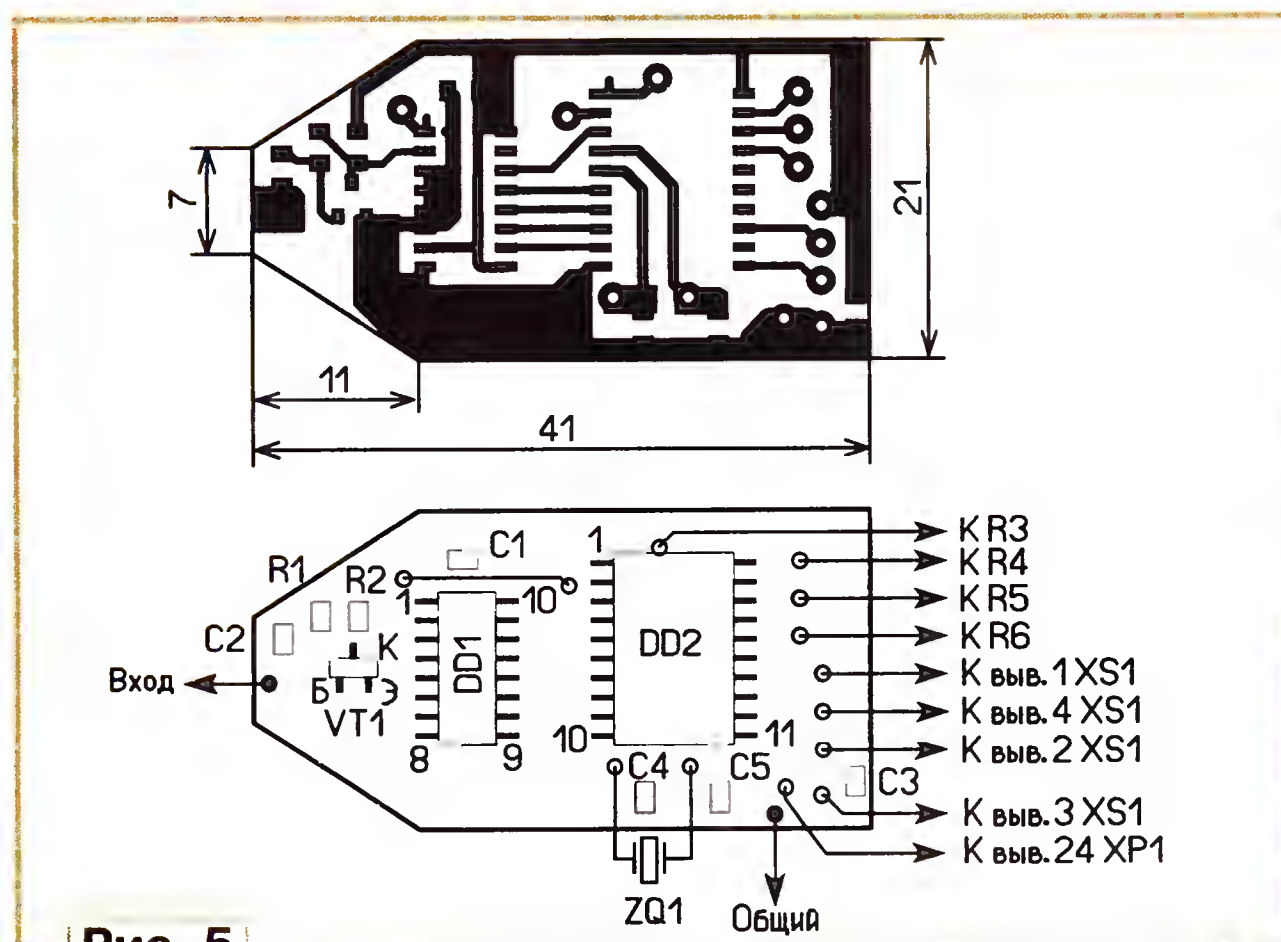 7
21
11
41
C1
1
К R3
К R4
R1
R2
1
10
К R5
К R6
C2
К
DD1
DD2
Вход
Б
Э
VT1
К выв. 1 XS1
К выв. 4 XS1
8
9
10
11
К выв. 2 XS1
C4
C5
C3
К выв. 3 XS1
К выв. 24 XP1
ZQ1
Общий
Рис. 5